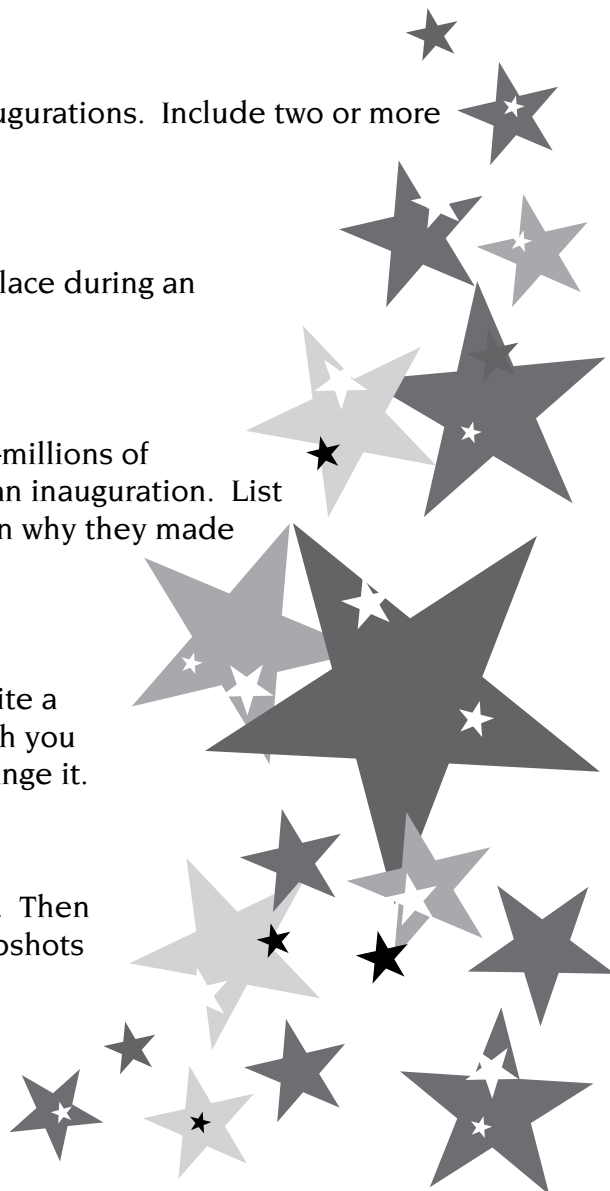 ugurations. Include two or more
lace during an
millions of
an inauguration. List
n why they made
ite a
h you
nge it.
. Then
pshots